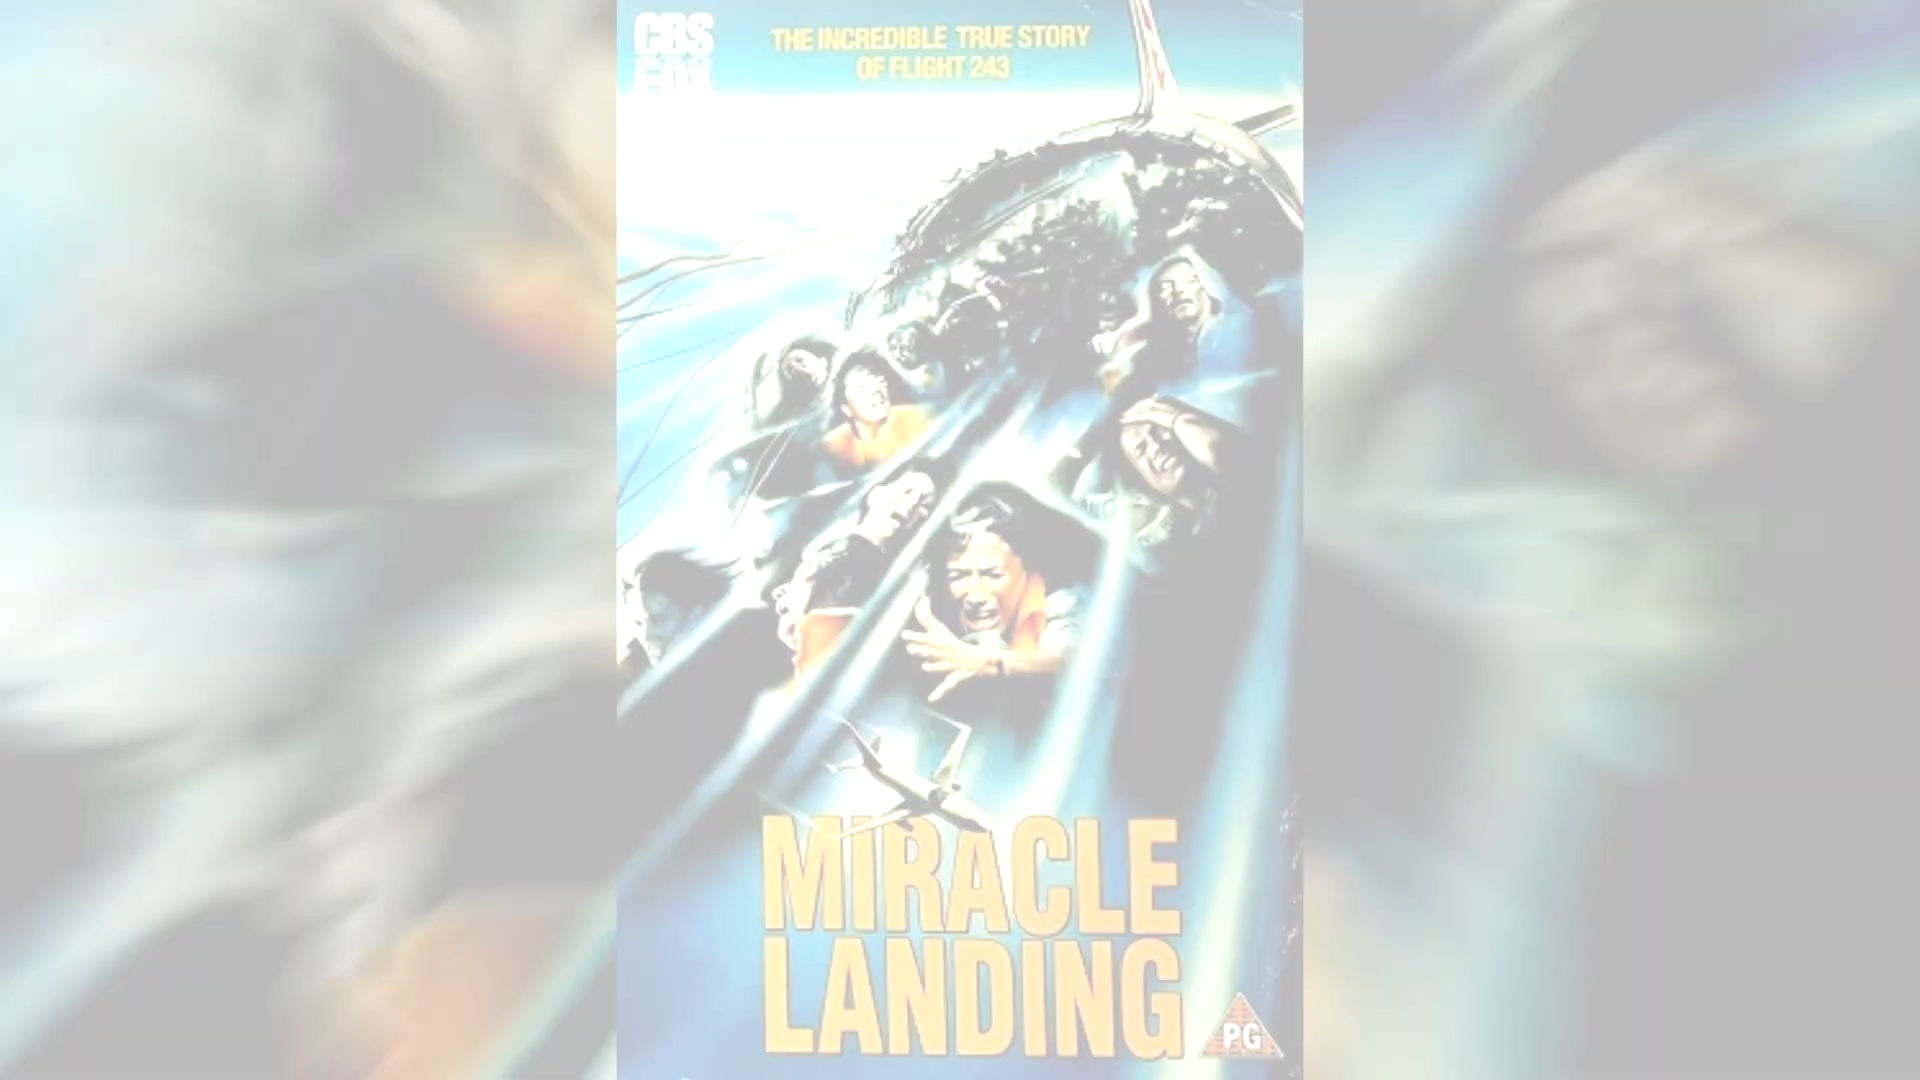 CBS
FOX
THE INCREDIBLE TRUE STORY
OF FLIGHT 243
MIRACLE
LANDING
PG